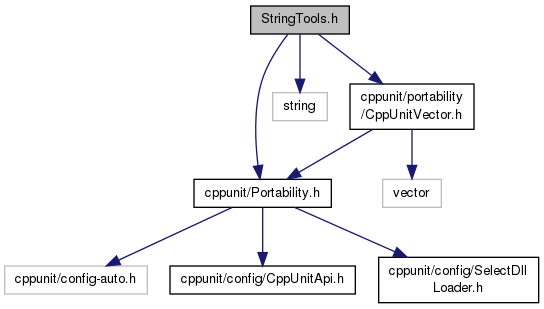 StringTools.h
string
cppunit/portability
/CppUnitVector.h
cppunit/Portability.h
vector
cppunit/config-auto.h
cppunit/config/CppUnitApi.h
cppunit/config/SelectDll
Loader.h